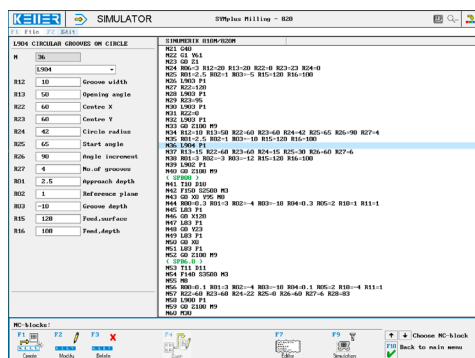 KELLER SIMULATOR SYMplus Milling - 820
F1 File F2 Edit
L904 CIRCULAR GROOVES ON CIRCLE
N 36
L904
R12 10 Groove width
R13 50 Opening angle
R22 60 Centre X
R23 60 Centre Y
R24 42 Circle radius
R25 65 Start angle
R26 90 Angle increment
R27 4 No.of grooves
R01 2.5 Approach depth
R02 1 Reference plane
R03 -10 Groove depth
R15 120 Feed,surface
R16 100 Feed,depth
SINUMERIK 810M/820M
N21 G40
N22 G1 Y61
N23 G0 Z1
N24 R06=3 R12=20 R13=20 R22=0 R23=23 R24=0
N25 R01=2.5 R02=1 R03=-5 R15=120 R16=100
N26 L903 P1
N27 R22=120
N28 L903 P1
N29 R23=95
N30 L903 P1
N31 R22=0
N32 L903 P1
N33 G0 Z100 M9
N34 R12=10 R13=50 R22=60 R23=60 R24=42 R25=65 R26=90 R27=4
N35 R01=2.5 R02=1 R03=-10 R15=120 R16=100
N36 L904 P1
N37 R13=15 R22=60 R23=60 R24=15 R25=30 R26=60 R27=6
N38 R01=3 R02=-3 R03=-12 R15=120 R16=100
N39 L902 P1
N40 G0 Z100 M9
N41 T10 D10
N42 F150 S2500 M3
N43 G0 X0 Y95 M8
N44 R00=0.3 R01=3 R02=-4 R03=-18 R04=0.3 R05=2 R10=1 R11=1
N45 L83 P1
N46 G0 X120
N47 L83 P1
N48 G0 Y23
N49 L83 P1
N50 G0 X0
N51 L83 P1
N52 G0 Z100 M9
N53 T11 D11
N54 F140 S3500 M3
N55 M8
N56 R00=0.1 R01=3 R02=-4 R03=-18 R04=0.1 R05=2 R10=-4 R11=1
N57 R22=60 R23=60 R24=22 R25=0 R26=60 R27=6 R28=83
N58 L900 P1
N59 G0 Z100 M9
N60 M30
NC-blocks:
F1 Create
F2 Modify
F3 Delete
F4
F7 Editor
F9 Simulation
Choose NC-block
F10 Back to main menu